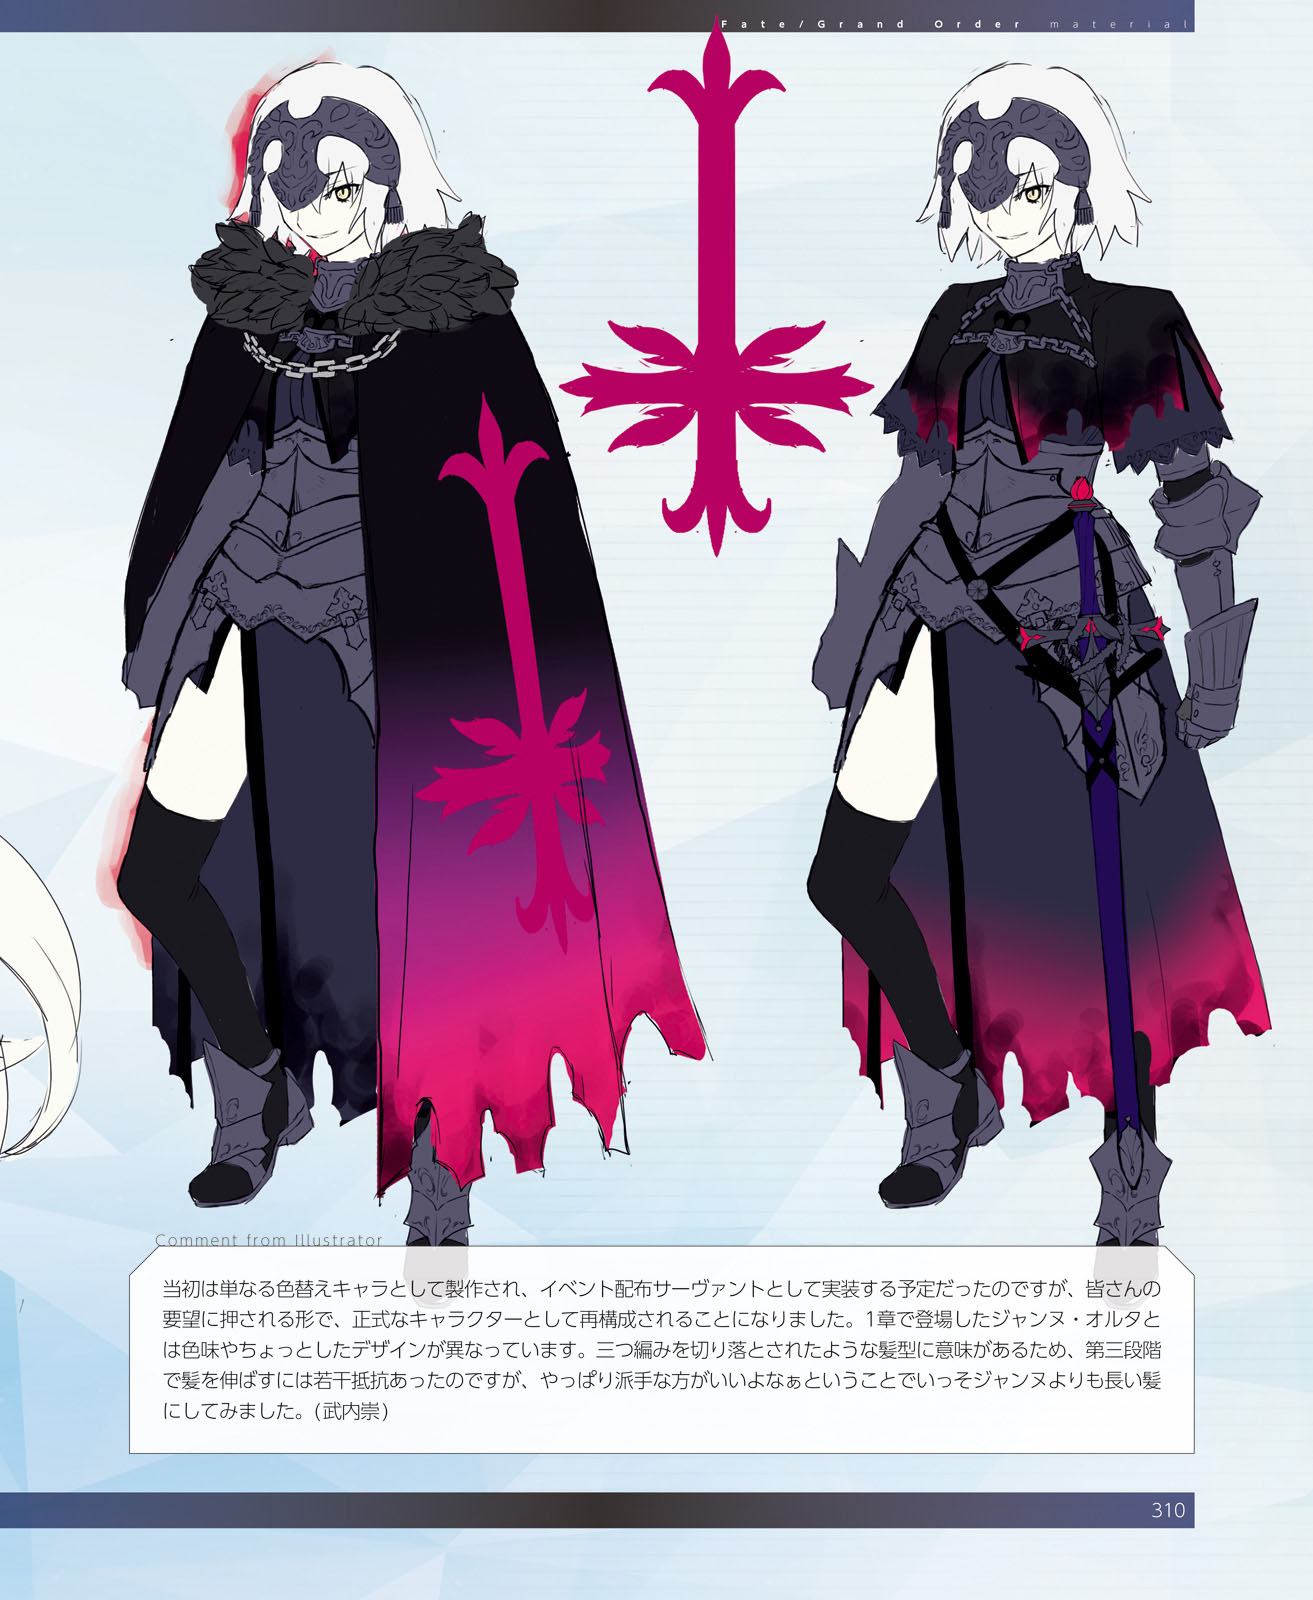 Fate/Grand Order material
Comment from Illustrator
当初は単なる色替えキャラとして製作され、イベント配布サーヴァントとして実装する予定だったのですが、皆さんの
要望に押される形で、正式なキャラクターとして再構成されることになりました。1章で登場したジャンヌ・オルタと
は色味やちょっとしたデザインが異なっています。三つ編みを切り落とされたような髪型に意味があるため、第三段階
で髪を伸ばすには若干抵抗あったのですが、やっぱり派手な方がいいよなぁということでいっそジャンヌよりも長い髪
にしてみました。(武内崇)
310